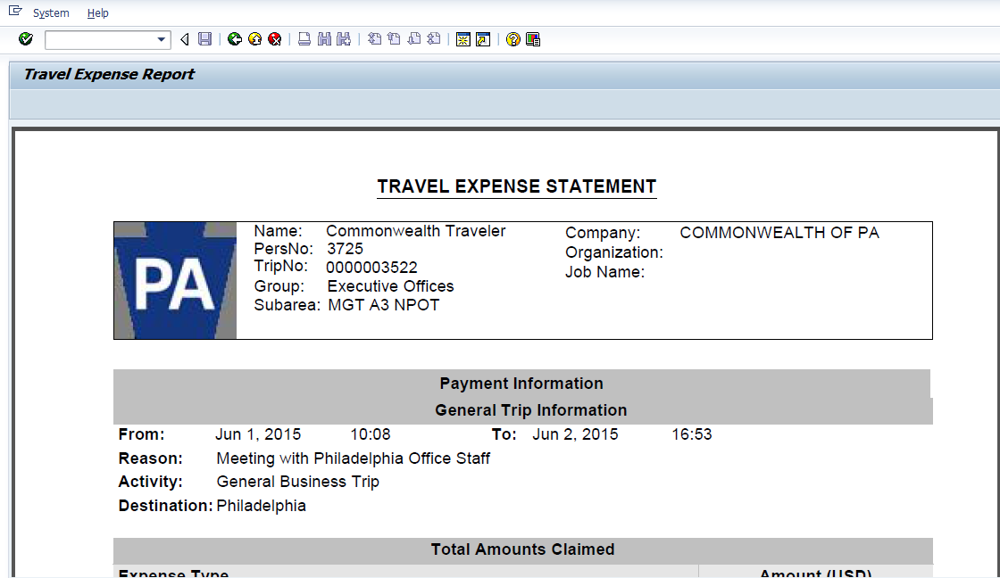 System Help
Travel Expense Report
TRAVEL EXPENSE STATEMENT
PA
Name: Commonwealth Traveler
PersNo: 3725
TripNo: 0000003522
Group: Executive Offices
Subarea: MGT A3 NPOT
Company: COMMONWEALTH OF PA
Organization:
Job Name:
Payment Information
General Trip Information
From: Jun 1, 2015 10:08 To: Jun 2, 2015 16:53
Reason: Meeting with Philadelphia Office Staff
Activity: General Business Trip
Destination: Philadelphia
Total Amounts Claimed
Expense Type Amount (USD)